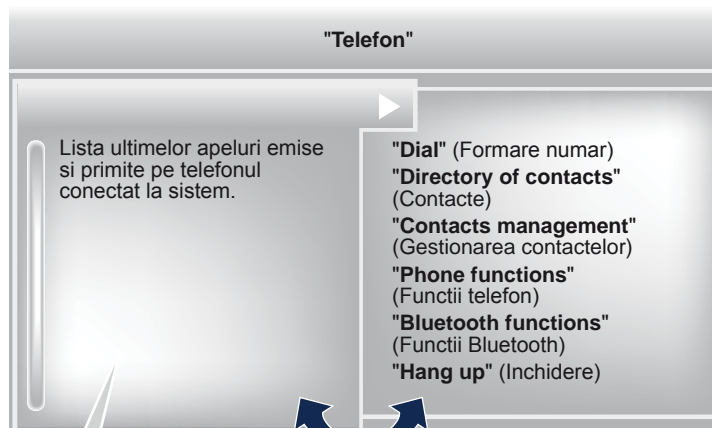 "Telefon"
Lista ultimelor apeluri emise
si primite pe telefonul
conectat la sistem.
"Dial" (Formare numar)
"Directory of contacts"
(Contacte)
"Contacts management"
(Gestionarea contactelor)
"Phone functions"
(Functii telefon)
"Bluetooth functions"
(Functii Bluetooth)
"Hang up" (Inchidere)